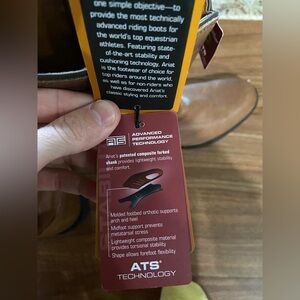 one simple objective—to
provide the most technically
advanced riding boots for
the world's top equestrian
athletes. Featuring state-
of-the-art stability and
cushioning technology, Ariat
is the footwear of choice for
top riders around the world,
as well as for non-riders who
have discovered Ariat's
classic styling and comfort.
ATS ADVANCED
PERFORMANCE
TECHNOLOGY
Ariat's patented composite forked
shank provides lightweight stability
and comfort.
Molded footbed orthotic supports
arch and heel
Midfoot support prevents
metatarsal stress
Lightweight composite material
provides torsional stability
Shape allows forefoot flexibility
ATS®
TECHNOLOGY